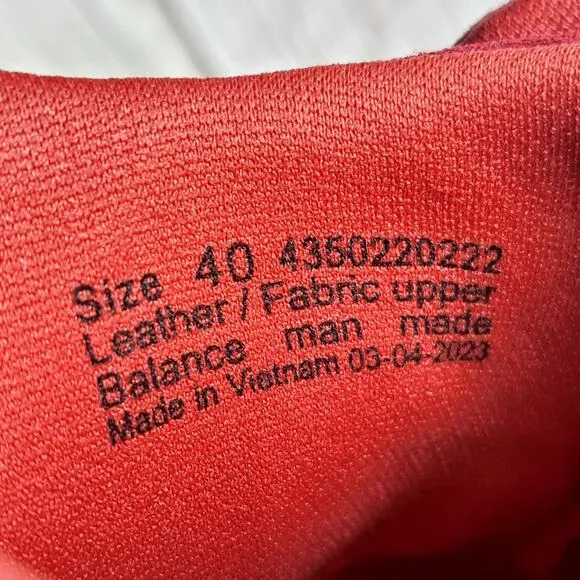 Size 40 4350220222
Leather / Fabric upper
Balance man made
Made in Vietnam 03-04-2023